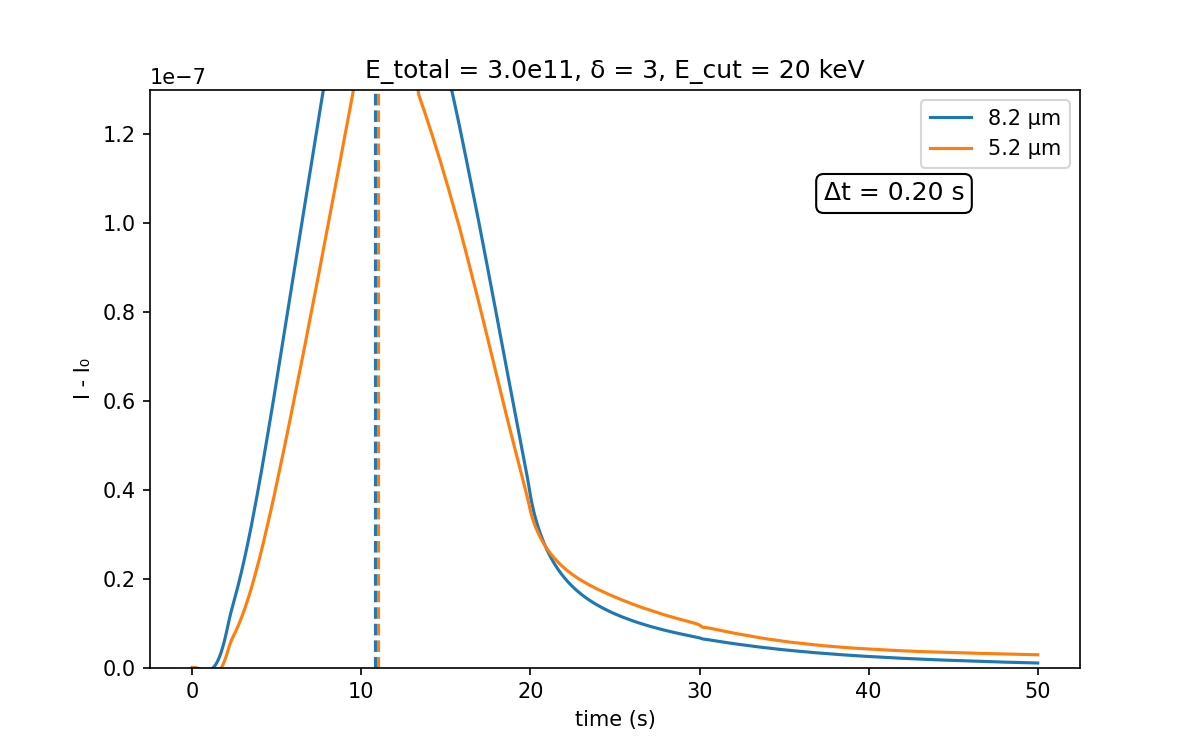 E_total = 3.0e11, δ = 3, E_cut = 20 keV
1e−7
8.2 μm
5.2 μm
Δt = 0.20 s
1.2
1.0
0.8
0.6
0.4
0.2
0.0
I - I₀
0 10 20 30 40 50
time (s)